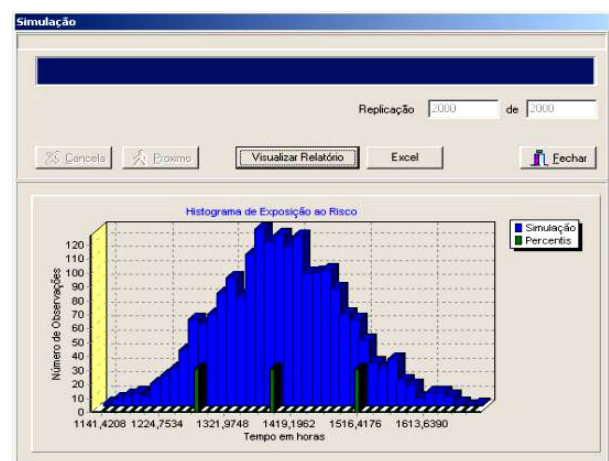 Simulação
Replicação 2000 de 2000
Cancela Proximo Visualizar Relatório Excel Fechar
Histograma de Exposição ao Risco
Simulação
Percentis
Número de Observações
120
110
100
90
80
70
60
50
40
30
20
10
0
1141,4208 1224,7534 1321,9748 1419,1962 1516,4176 1613,6390
Tempo em horas